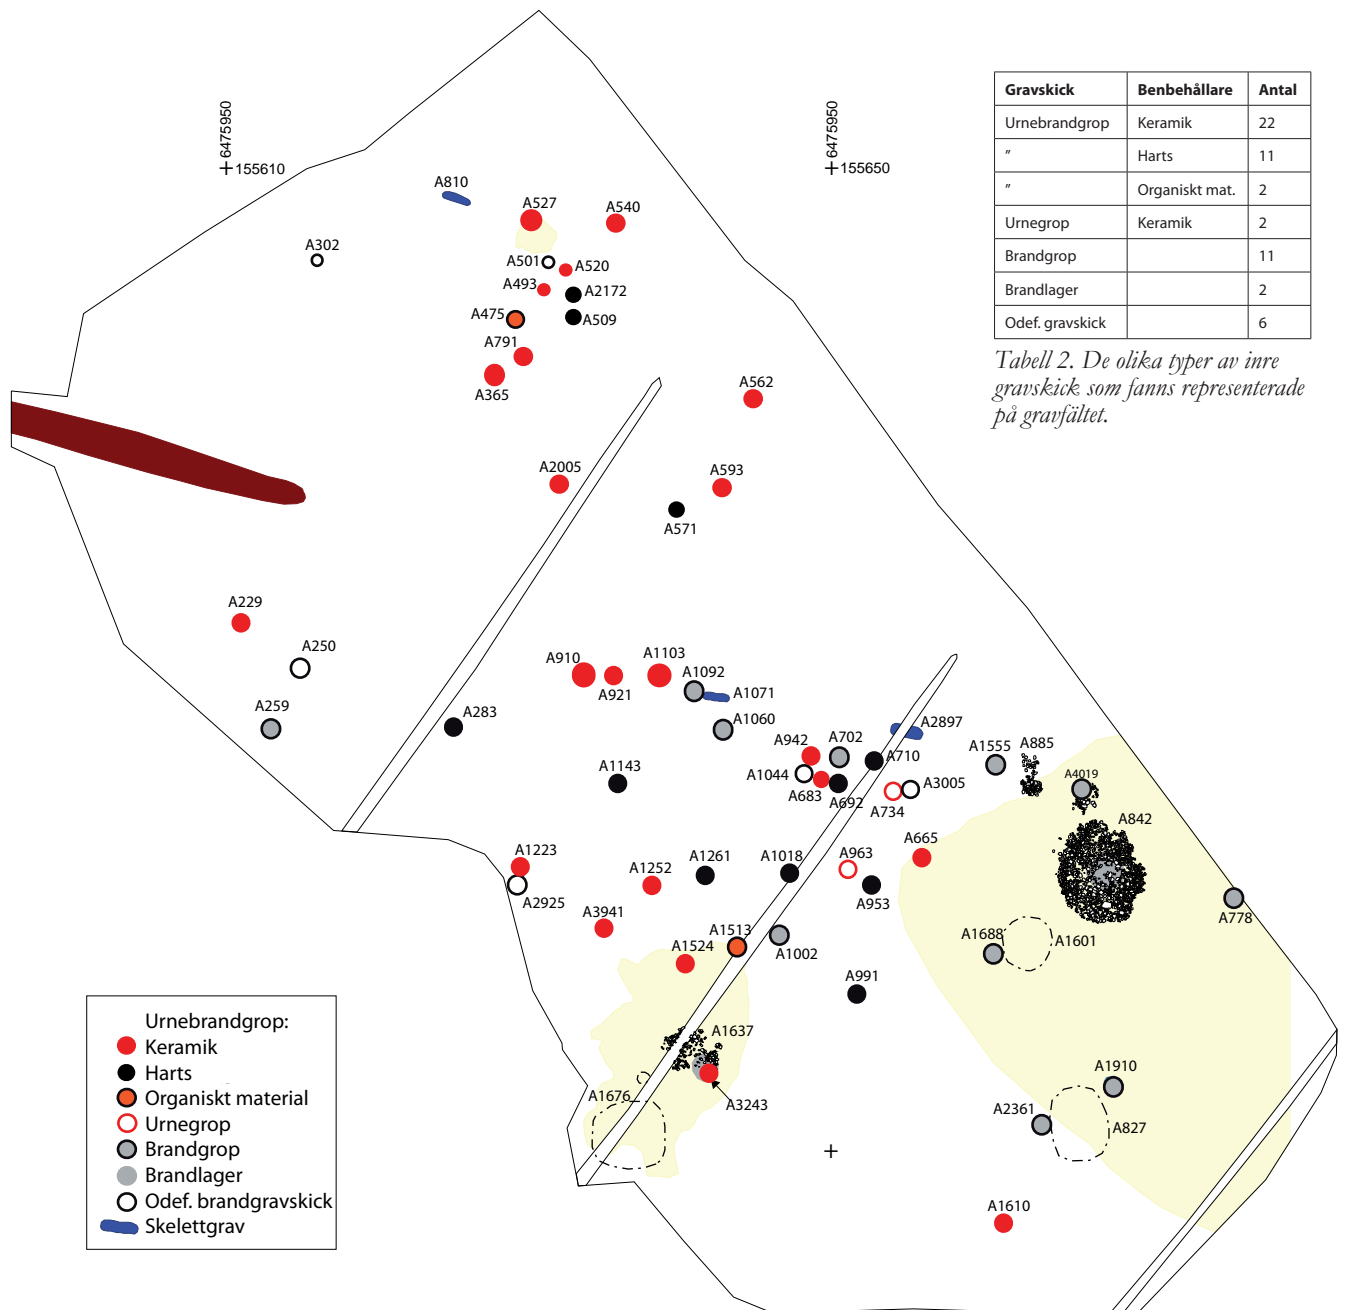 6475950
155610
6475950
155650
Gravskick Benbehållare Antal
Urnebrandgrop Keramik 22
” Harts 11
” Organiskt mat. 2
Urnegrop Keramik 2
Brandgrop 11
Brandlager 2
Odef. gravskick 6
Tabell 2. De olika typer av inre
gravskick som fanns representerade
på gravfältet.
A810
A527
A540
A302
A501
A520
A493
A2172
A475
A509
A791
A365
A562
A2005
A593
A571
A229
A250
A259
A283
A910
A921
A1103
A1092
A1071
A1060
A942
A702
A710
A2897
A1044
A683
A692
A734
A3005
A1555
A885
A4019
A842
A1143
A665
A1223
A2925
A1252
A1261
A1018
A963
A953
A778
A3941
A1513
A1524
A1002
A1688
A1601
A991
A1637
A1676
A3243
A1910
A2361
A827
A1610
Urnebrandgrop:
Keramik
Harts
Organiskt material
Urnegrop
Brandgrop
Brandlager
Odef. brandgravskick
Skelettgrav